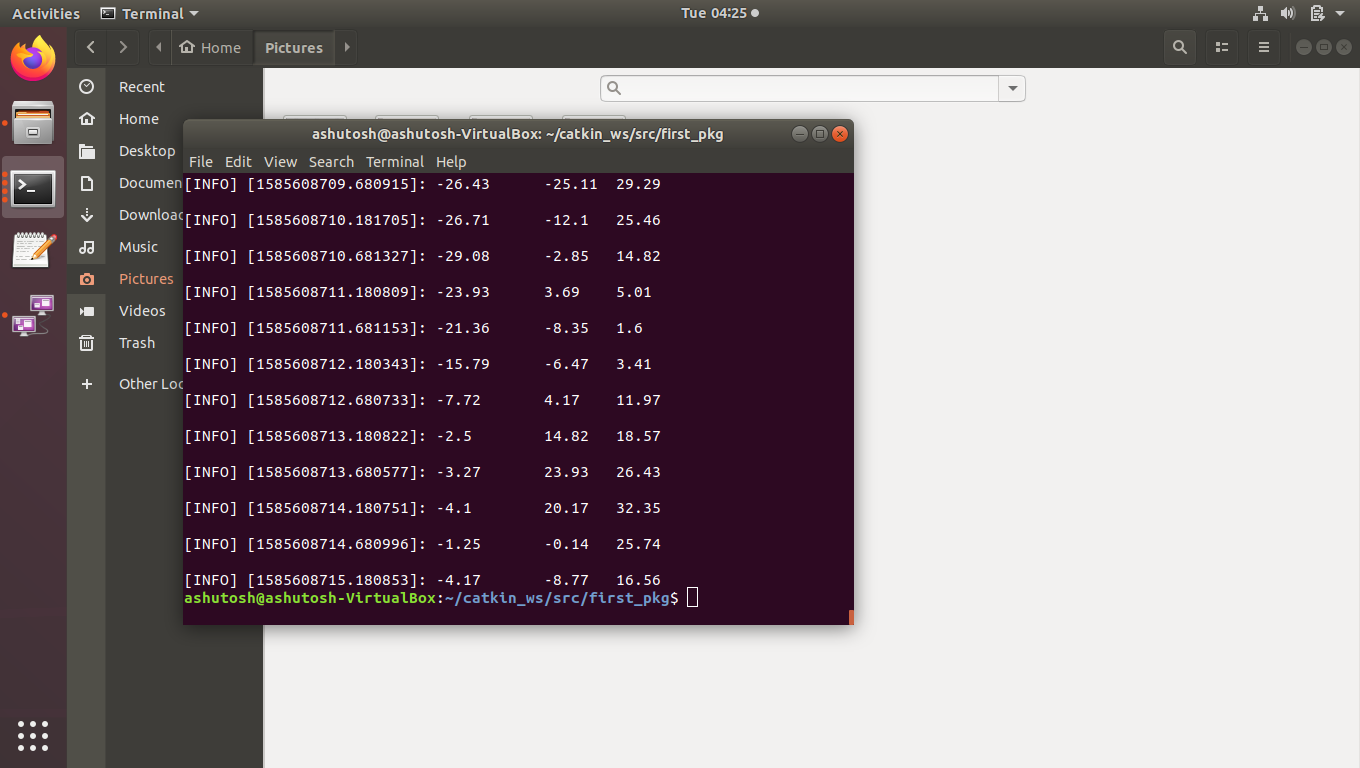 Activities Terminal Tue 04:25
Home Pictures
Recent
Home
Desktop
Documen
Downloac
Music
Pictures
Videos
Trash
Other Loc
ashutosh@ashutosh-VirtualBox: ~/catkin_ws/src/first_pkg
File Edit View Search Terminal Help
[INFO] [1585608709.680915]: -26.43 -25.11 29.29
[INFO] [1585608710.181705]: -26.71 -12.1 25.46
[INFO] [1585608710.681327]: -29.08 -2.85 14.82
[INFO] [1585608711.180809]: -23.93 3.69 5.01
[INFO] [1585608711.681153]: -21.36 -8.35 1.6
[INFO] [1585608712.180343]: -15.79 -6.47 3.41
[INFO] [1585608712.680733]: -7.72 4.17 11.97
[INFO] [1585608713.180822]: -2.5 14.82 18.57
[INFO] [1585608713.680577]: -3.27 23.93 26.43
[INFO] [1585608714.180751]: -4.1 20.17 32.35
[INFO] [1585608714.680996]: -1.25 -0.14 25.74
[INFO] [1585608715.180853]: -4.17 -8.77 16.56
ashutosh@ashutosh-VirtualBox:~/catkin_ws/src/first_pkg$